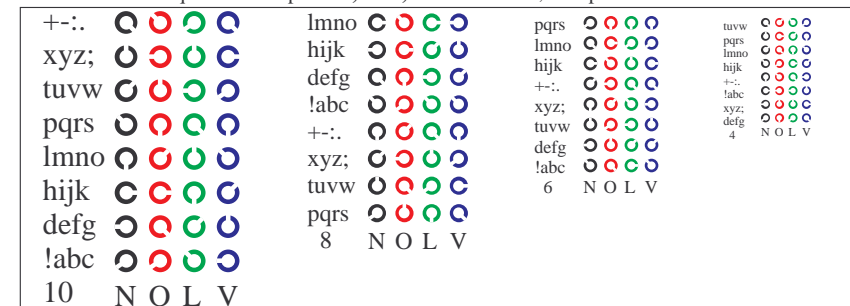 +-:.
xyz;
tuvw
pqrs
lmno
hijk
defg
!abc
10 N O L V
lmno
hijk
defg
!abc
+-:.
xyz;
tuvw
pqrs
8 N O L V
pqrs
lmno
hijk
+-:.
xyz;
tuvw
defg
!abc
6 N O L V
tuvw
pqrs
lmno
hijk
+-:.
!abc
xyz;
defg
4 N O L V